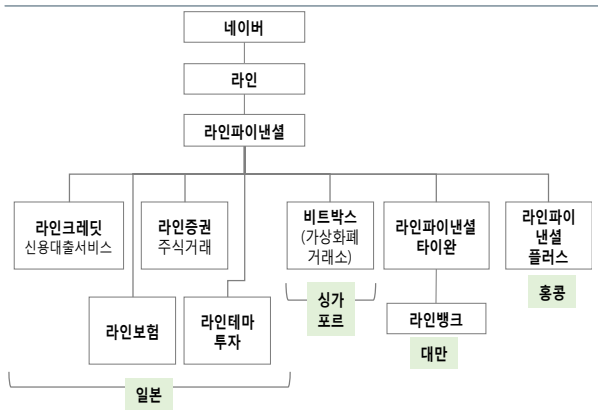 네이버
라인
라인파이낸셜
라인크레딧
신용대출서비스
라인증권
주식거래
비트박스
(가상화폐
거래소)
라인파이낸셜
타이완
라인파이
낸셜
플러스
라인보험
라인테마
투자
싱가
포르
라인뱅크
홍콩
대만
일본